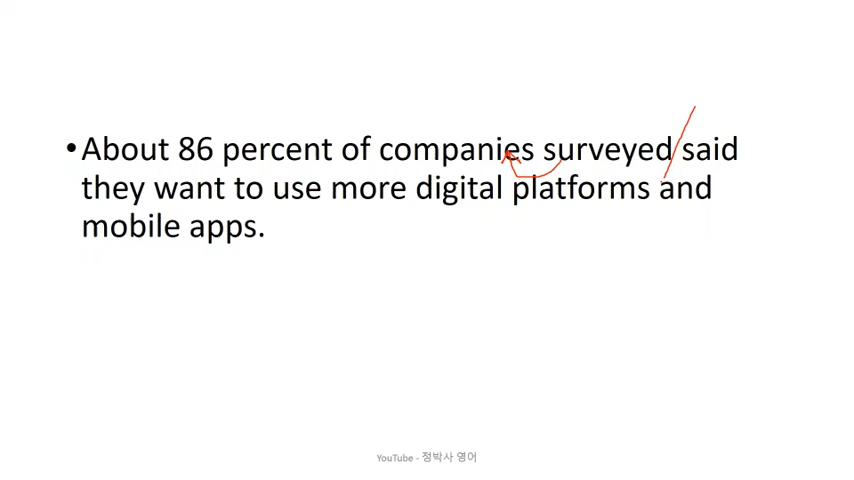 •About 86 percent of companies surveyed said
they want to use more digital platforms and
mobile apps.
YouTube - 정박사 영어